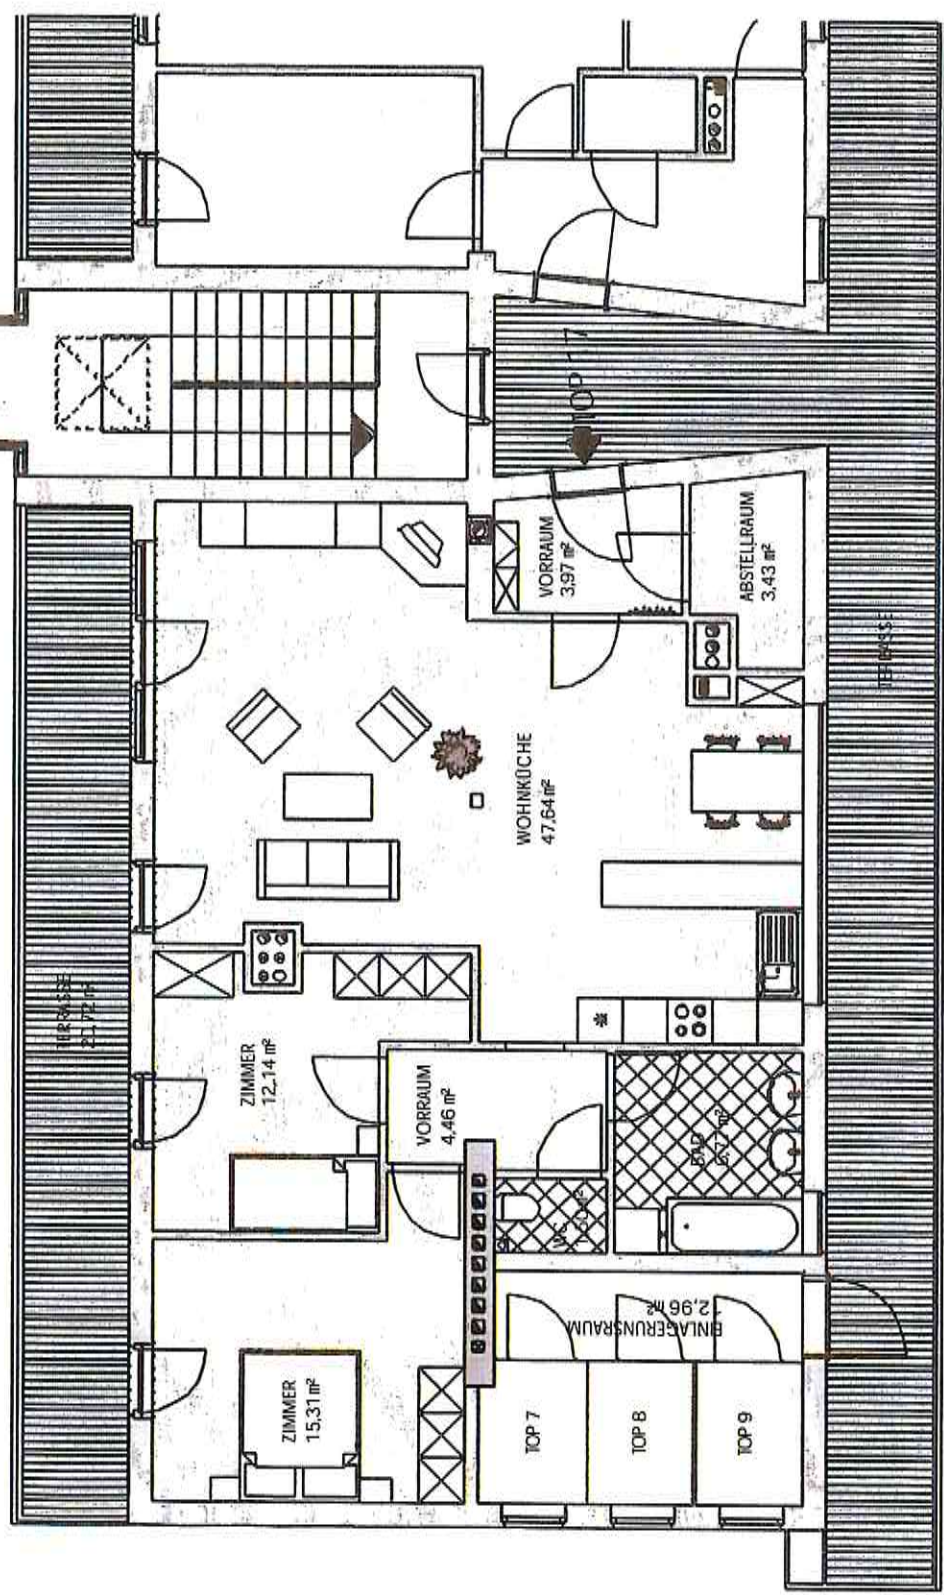 TERRASSE
ZIMMER
15,31 m²
ZIMMER
12,14 m²
VORRAUM
4,46 m²
WOHNKÜCHE
47,64 m²
VORRAUM
3,97 m²
ABSTELLRAUM
3,43 m²
BAD
WC
EINLAGERUNSRAUM
12,96 m²
TOP 7
TOP 8
TOP 9
TOP 7
TERRASSE